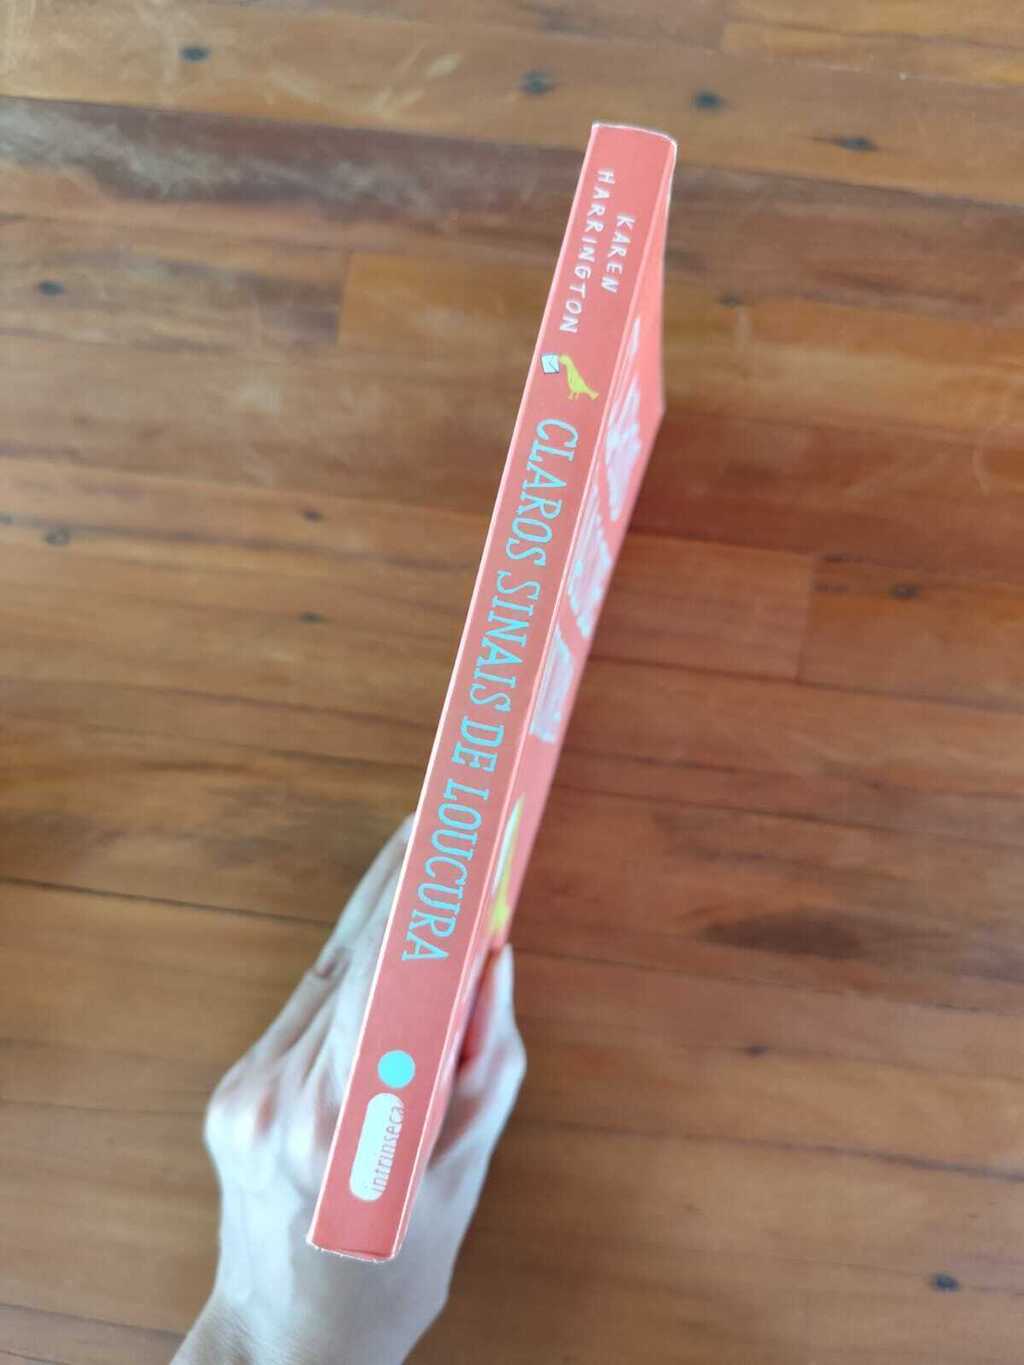 KAREN
HARRINGTON
CLAROS SINAIS DE LOUCURA
intrínseca